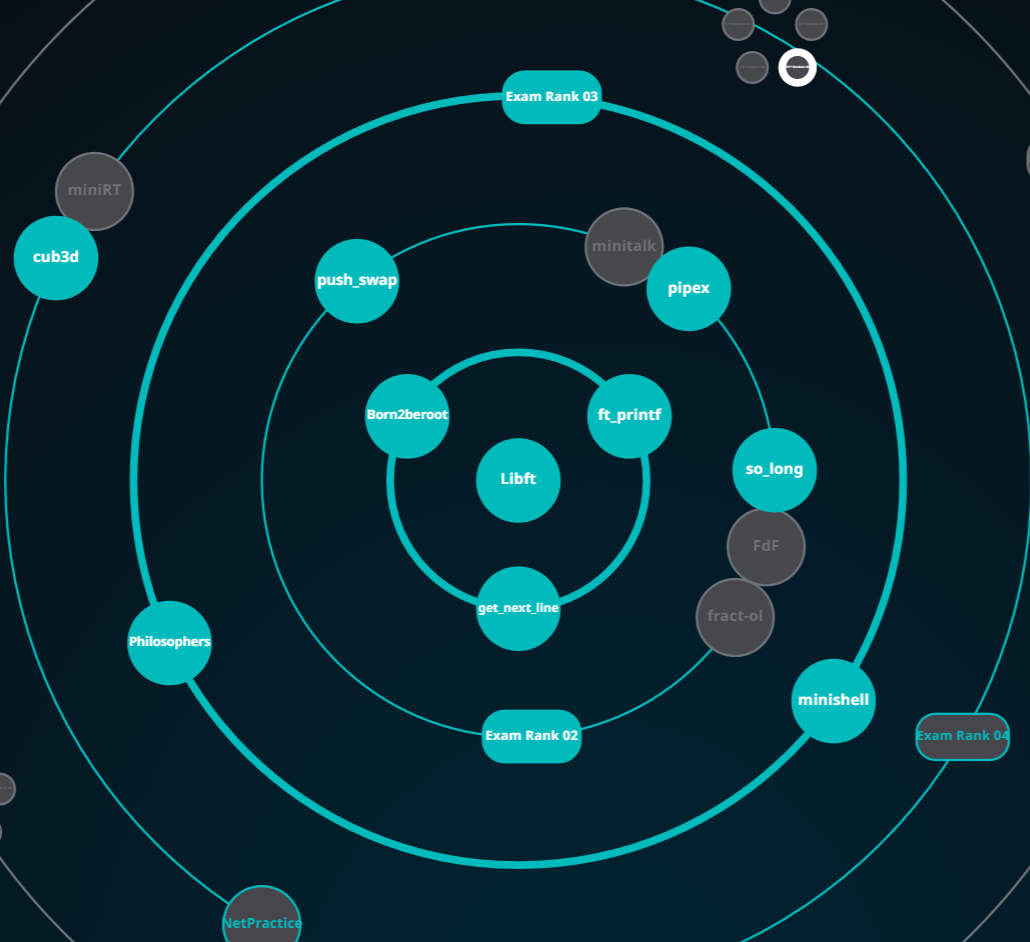 Exam Rank 03
miniRT
cub3d
minitalk
push_swap
pipex
Born2beroot
ft_printf
so_long
Libft
FdF
get_next_line
fract-ol
Philosophers
minishell
Exam Rank 02
Exam Rank 04
NetPractice